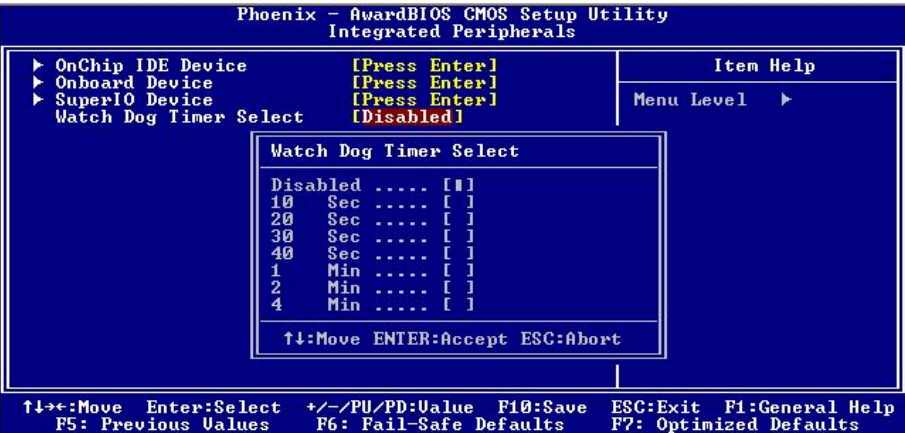 Phoenix - AwardBIOS CMOS Setup Utility
Integrated Peripherals
▶ OnChip IDE Device [Press Enter]
▶ Onboard Device [Press Enter]
▶ SuperIO Device [Press Enter]
Watch Dog Timer Select [Disabled]
Item Help
Menu Level ▶
Watch Dog Timer Select
Disabled ..... [■]
10 Sec ..... [ ]
20 Sec ..... [ ]
30 Sec ..... [ ]
40 Sec ..... [ ]
1 Min ..... [ ]
2 Min ..... [ ]
4 Min ..... [ ]
↑↓:Move ENTER:Accept ESC:Abort
↑↓→←:Move Enter:Select +/-/PU/PD:Value F10:Save ESC:Exit F1:General Help
F5: Previous Values F6: Fail-Safe Defaults F7: Optimized Defaults